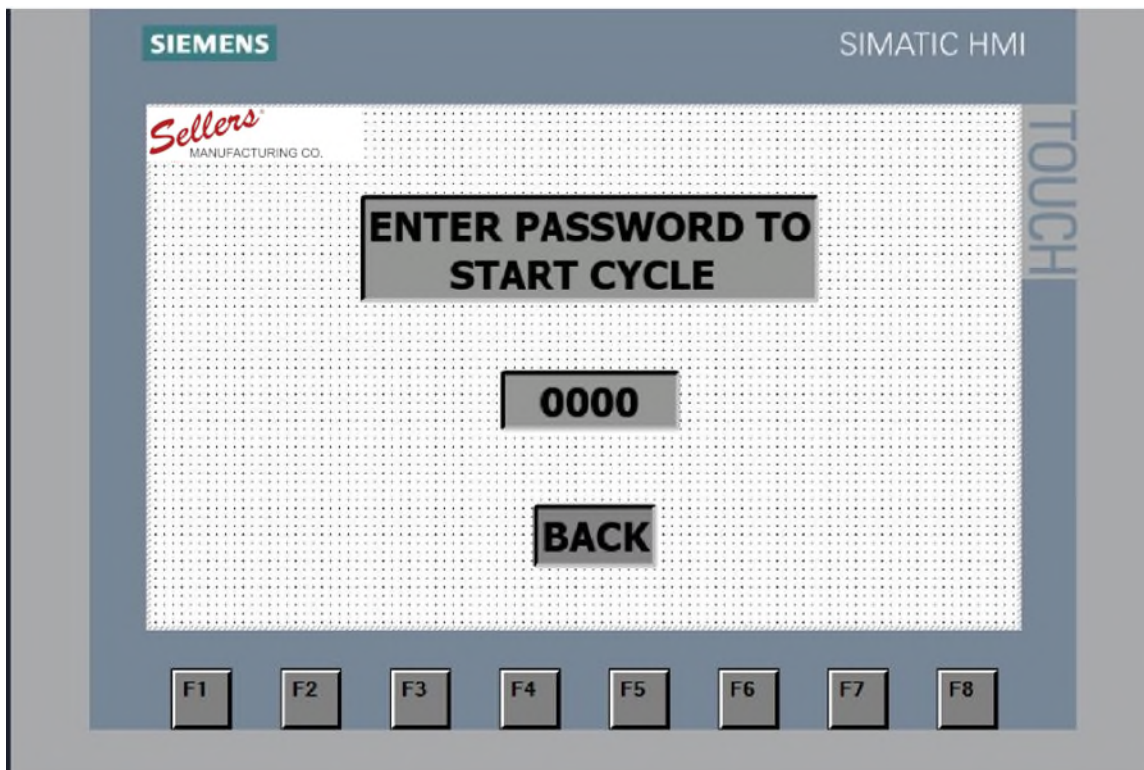 SIEMENS
SIMATIC HMI
Sellers
MANUFACTURING CO.
TOUCH
ENTER PASSWORD TO
START CYCLE
0000
BACK
F1 F2 F3 F4 F5 F6 F7 F8